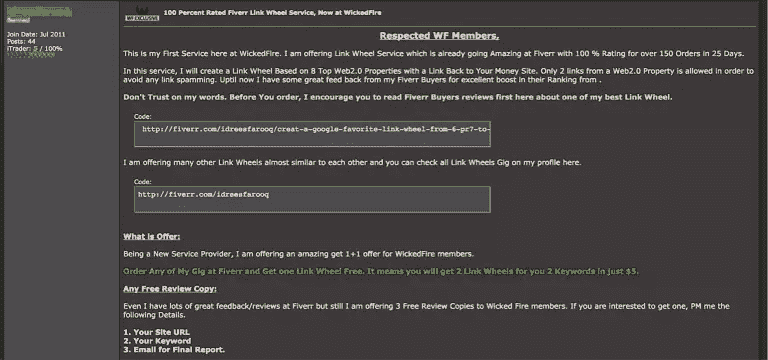 Join Date: Jul 2011
Posts: 44
iTrader: 5 / 100%
WF EXCLUSIVE
100 Percent Rated Fiverr Link Wheel Service, Now at WickedFire
Respected WF Members,
This is my First Service here at WickedFire. I am offering Link Wheel Service which is already going Amazing at Fiverr with 100 % Rating for over 150 Orders in 25 Days.
In this service, I will create a Link Wheel Based on 8 Top Web2.0 Properties with a Link Back to Your Money Site. Only 2 links from a Web2.0 Property is allowed in order to
avoid any link spamming. Uptil now I have some great feed back from my Fiverr Buyers for excellent boost in their Ranking from .
Don't Trust on my words. Before You order, I encourage you to read Fiverr Buyers reviews first here about one of my best Link Wheel.
Code:
http://fiverr.com/idreesfarooq/creat-a-google-favorite-link-wheel-from-6-pr7-to-
I am offering many other Link Wheels almost similar to each other and you can check all Link Wheels Gig on my profile here.
Code:
http://fiverr.com/idreesfarooq
What is Offer:
Being a New Service Provider, I am offering an amazing get 1+1 offer for WickedFire members.
Order Any of My Gig at Fiverr and Get one Link Wheel Free. It means you will get 2 Link Wheels for you 2 Keywords in just $5.
Any Free Review Copy:
Even I have lots of great feedback/reviews at Fiverr but still I am offering 3 Free Review Copies to Wicked Fire members. If you are interested to get one, PM me the
following Details.
1. Your Site URL
2. Your Keyword
3. Email for Final Report.